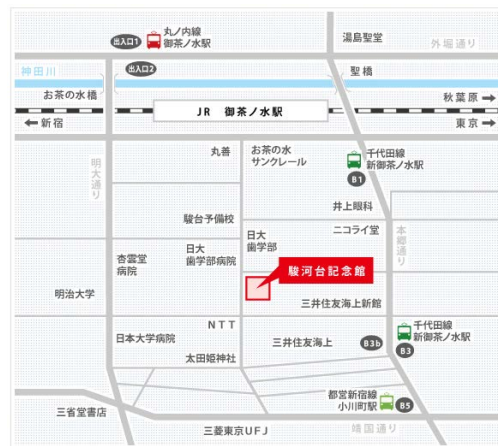 丸ノ内線
御茶ノ水駅
出入口1
湯島聖堂
外堀通り
神田川
出入口2
聖橋
お茶の水橋
秋葉原→
JR 御茶ノ水駅
←新宿
東京→
丸善
お茶の水
サンクレール
千代田線
新御茶ノ水駅
B1
明大通り
井上眼科
駿台予備校
日大
歯学部
ニコライ堂
本郷通り
杏雲堂
病院
日大
歯学部病院
駿河台記念館
明治大学
三井住友海上新館
NTT
日本大学病院
三井住友海上
B3b
千代田線
新御茶ノ水駅
B3
太田姫神社
都営新宿線
小川町駅
B5
三省堂書店
三菱東京UFJ
靖国通り